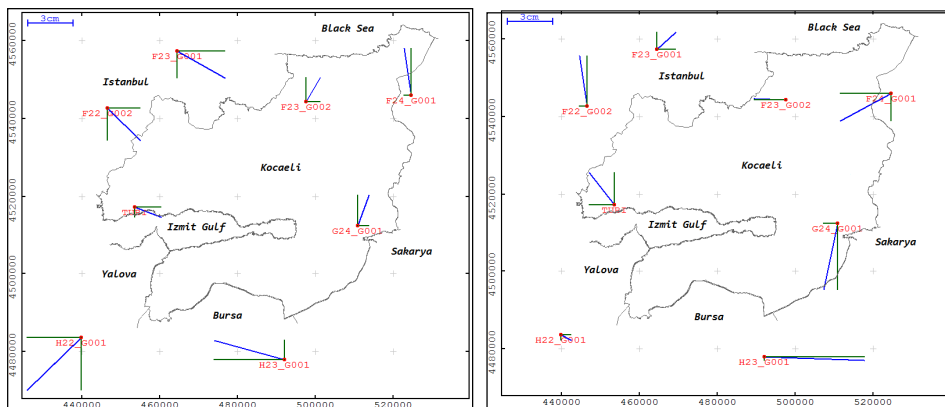 3cm
Black Sea
4560000
F23_G001
Istanbul
F22_G002
F23_G002
F24_G001
4540000
Kocaeli
4520000
TUBI
Izmit Gulf
G24_G001
Sakarya
4500000
Yalova
Bursa
H22_G001
4480000
H23_G001
440000 460000 480000 500000 520000
3cm
Black Sea
4560000
F23_G001
Istanbul
F22_G002
F23_G002
F24_G001
4540000
Kocaeli
4520000
TUBI
Izmit Gulf
G24_G001
Sakarya
4500000
Yalova
Bursa
H22_G001
4480000
H23_G001
440000 460000 480000 500000 520000